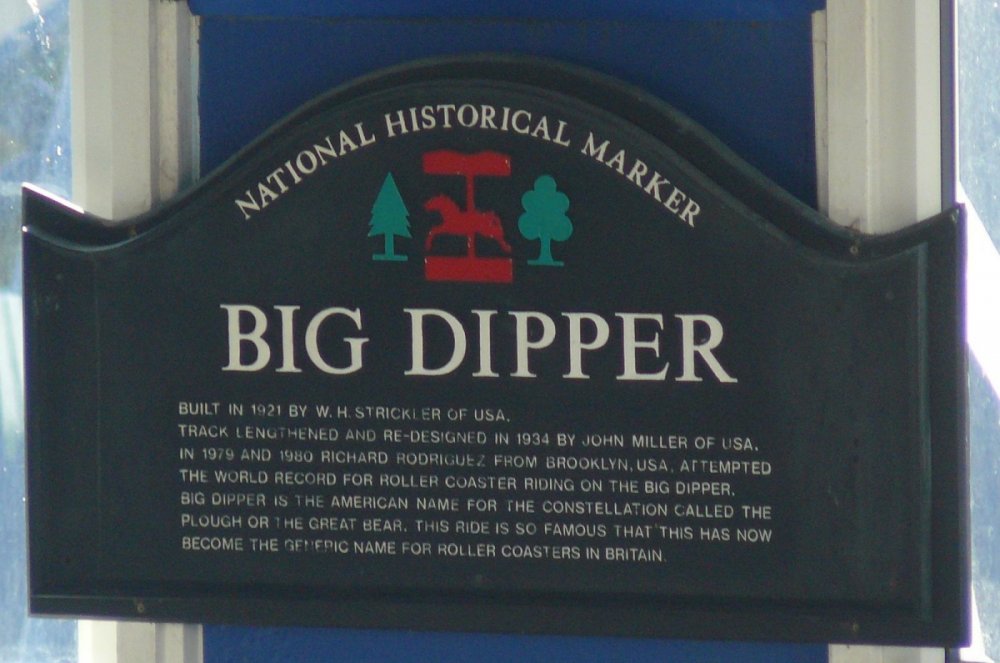 NATIONAL HISTORICAL MARKER
BIG DIPPER
BUILT IN 1921 BY W. H. STRICKLER OF USA.
TRACK LENGTHENED AND RE-DESIGNED IN 1934 BY JOHN MILLER OF USA.
IN 1979 AND 1980 RICHARD RODRIGUEZ FROM BROOKLYN, USA, ATTEMPTED
THE WORLD RECORD FOR ROLLER COASTER RIDING ON THE BIG DIPPER.
BIG DIPPER IS THE AMERICAN NAME FOR THE CONSTELLATION CALLED THE
PLOUGH OR THE GREAT BEAR. THIS RIDE IS SO FAMOUS THAT THIS HAS NOW
BECOME THE GENERIC NAME FOR ROLLER COASTERS IN BRITAIN.